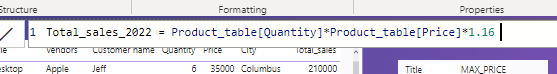 Structure Formatting Properties
1 Total_sales_2022 = Product_table[Quantity]*Product_table[Price]*1.16
Vendors Customer name Quantity Price City Total_sales
Apple Jeff 6 35000 Columbus 210000
Title MAX_PRICE